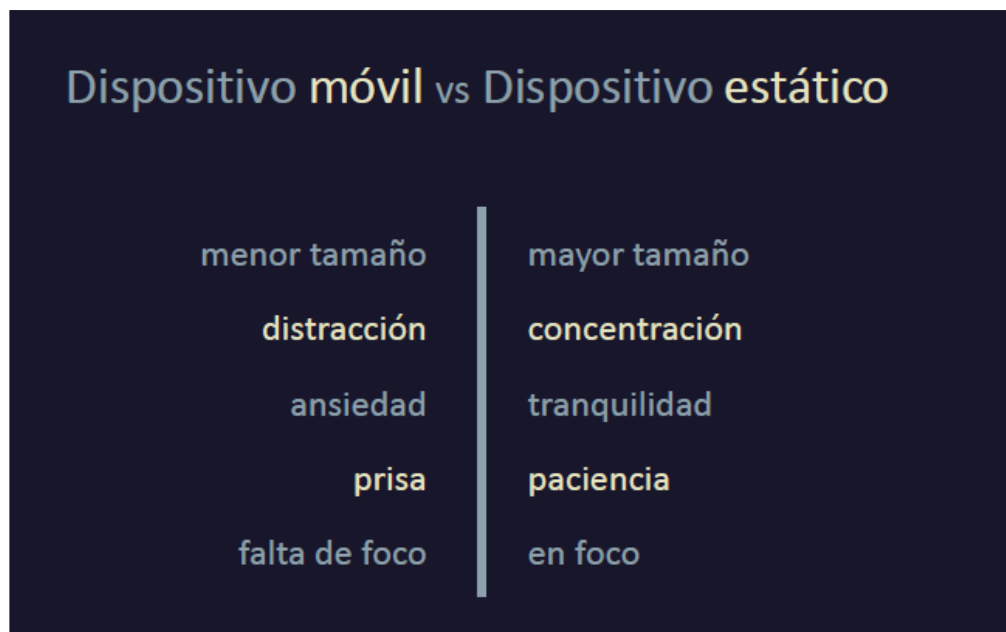 Dispositivo móvil vs Dispositivo estático
menor tamaño
mayor tamaño
distracción
concentración
ansiedad
tranquilidad
prisa
paciencia
falta de foco
en foco